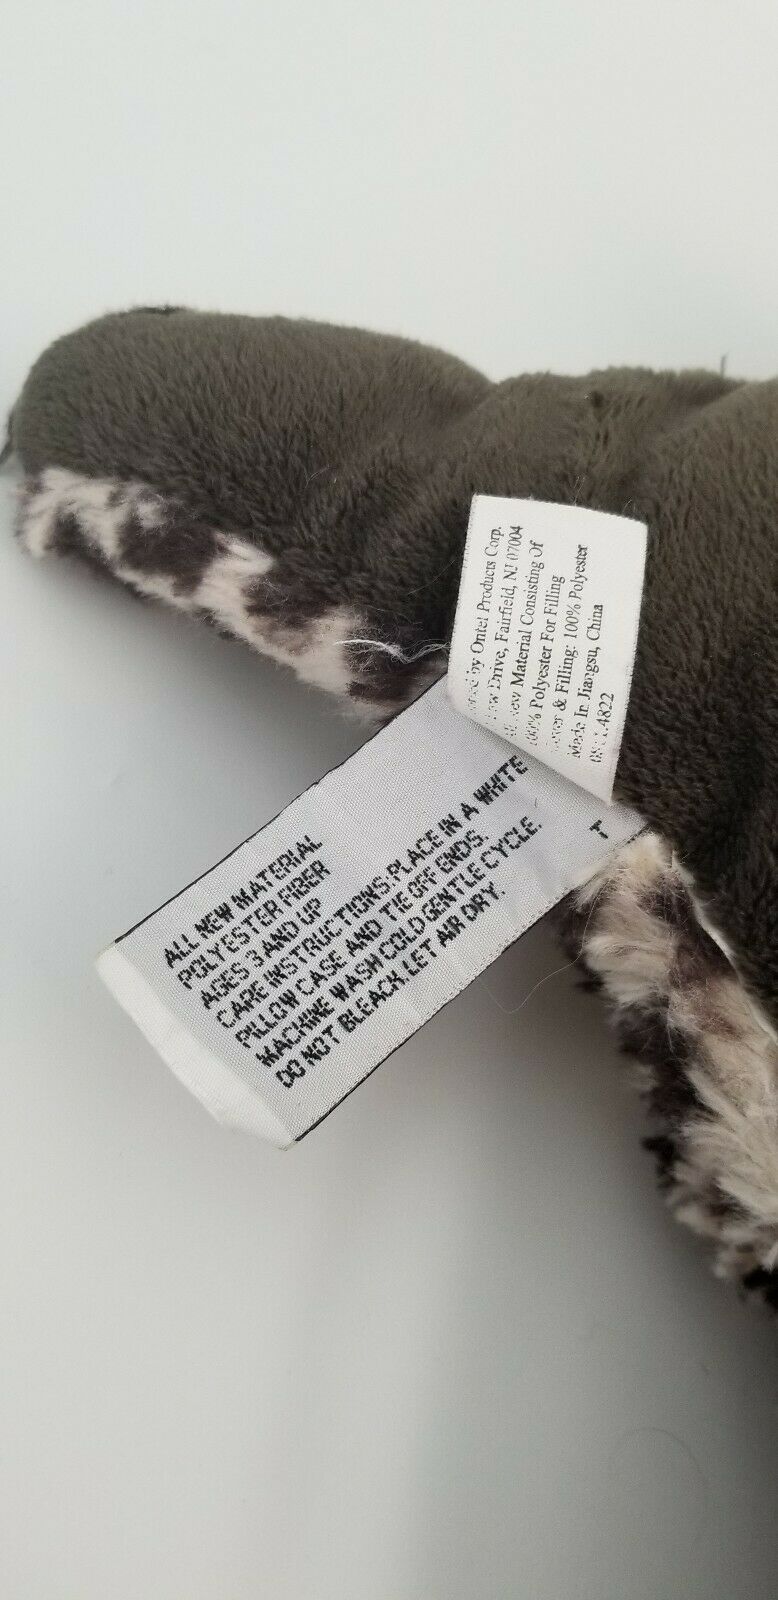 by Ontel Products Corp.
Drive, Fairfield, NJ 07004
New Material Consisting Of
100% Polyester For Filling
& Filling: 100% Polyester
Made In Jiangsu, China
4822
T
ALL NEW MATERIAL
POLYESTER FIBER
AGES 3 AND UP
CARE INSTRUCTIONS:PLACE IN A WHITE
PILLOW CASE AND TIE OFF ENDS.
MACHINE WASH COLD GENTLE CYCLE.
DO NOT BLEACH. LET AIR DRY.